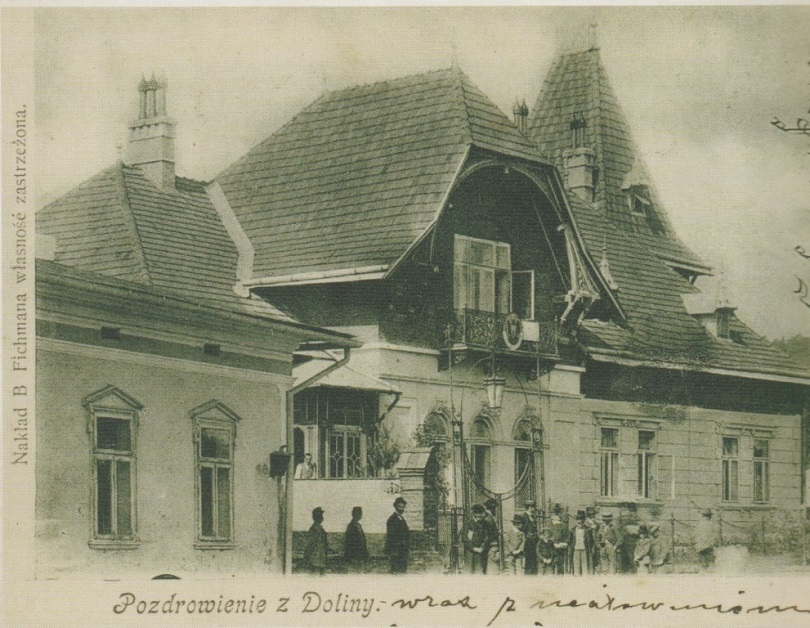 Nakład B Fichmana własność zastrzeżona.
Pozdrowienie z Doliny.- wraz z